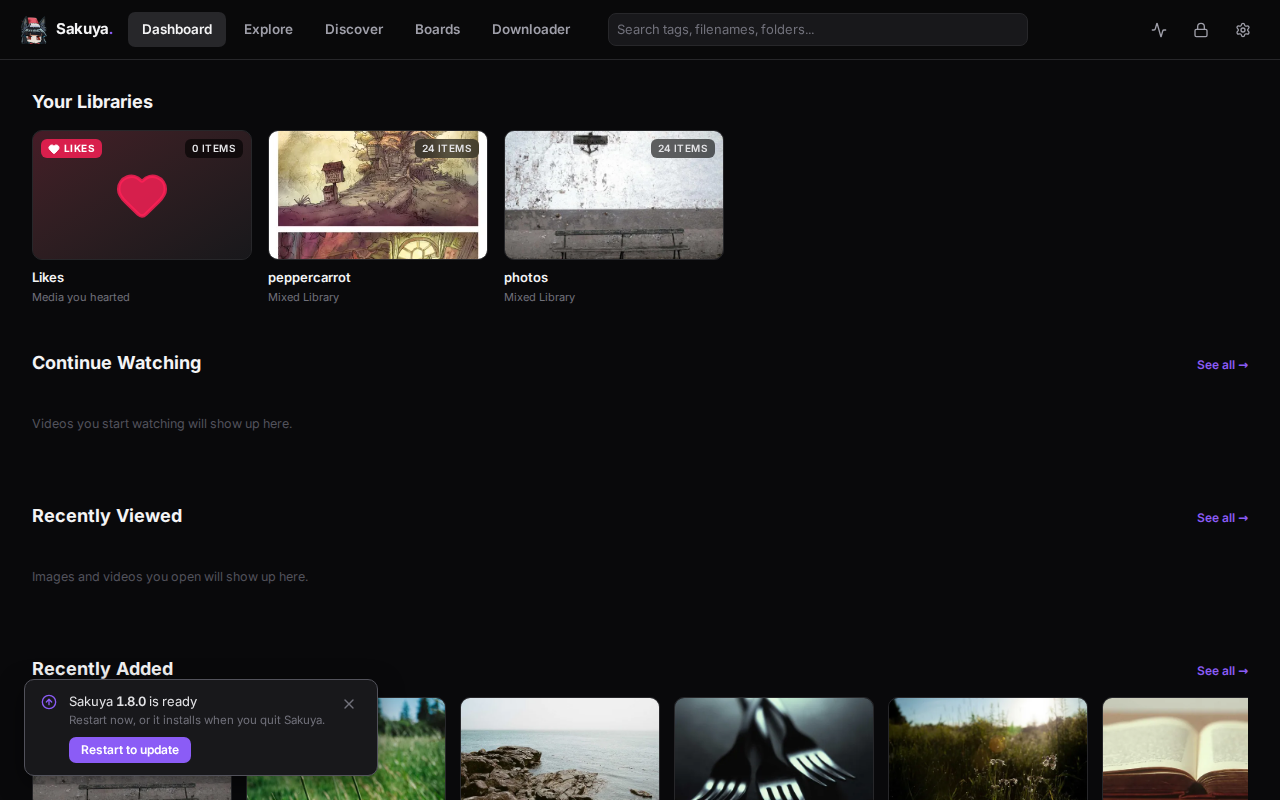 Sakuya.
Dashboard
Explore
Discover
Boards
Downloader
Search tags, filenames, folders...
Your Libraries
LIKES
0 ITEMS
24 ITEMS
24 ITEMS
Likes
peppercarrot
photos
Media you hearted
Mixed Library
Mixed Library
Continue Watching
See all →
Videos you start watching will show up here.
Recently Viewed
See all →
Images and videos you open will show up here.
Recently Added
See all →
Sakuya 1.8.0 is ready
Restart now, or it installs when you quit Sakuya.
Restart to update